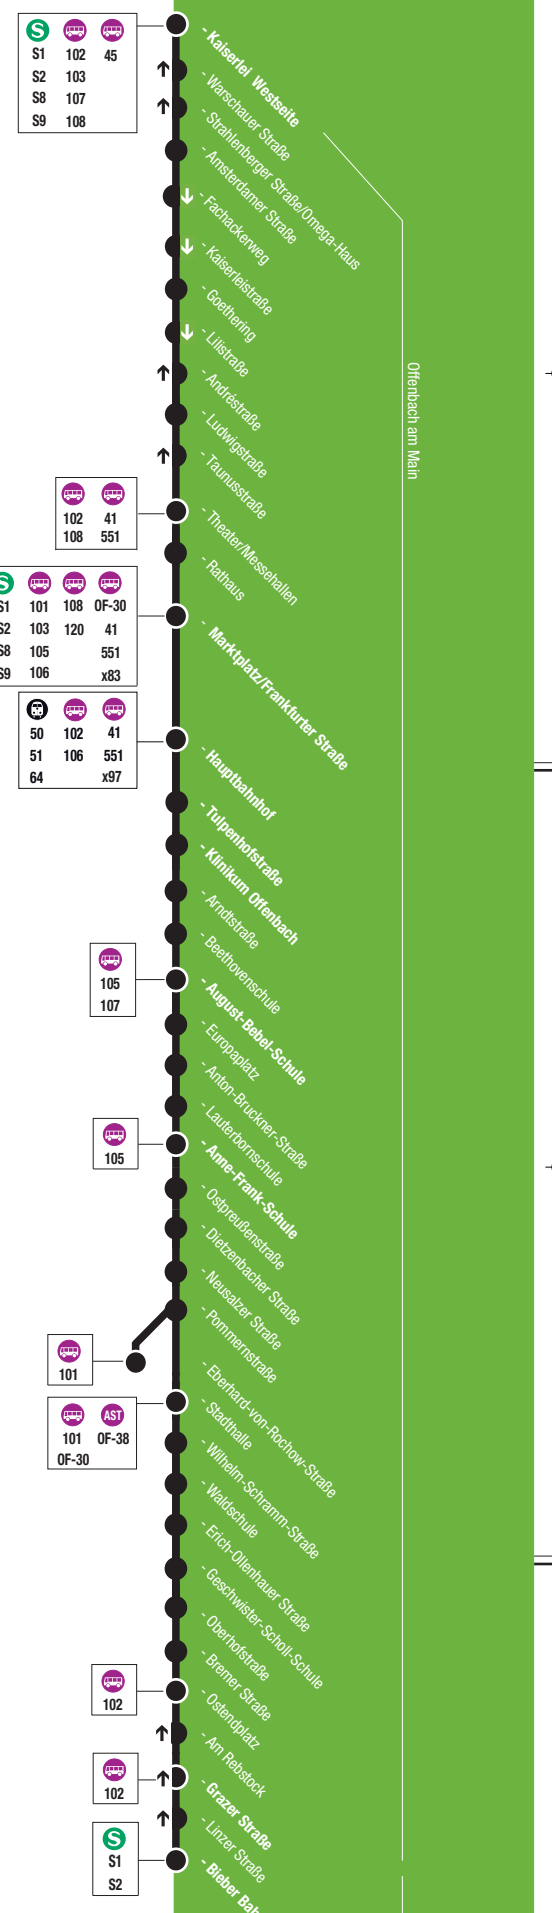 S
S1 102 45
S2 103
S8 107
S9 108
- Kaiserlei Westseite
- Warschauer Straße
- Strahlenberger Straße/Omega-Haus
- Amsterdamer Straße
- Fachackerweg
- Kaiserleistraße
- Goethering
- Lilistraße
- Andréstraße
- Ludwigstraße
- Taunusstraße
Offenbach am Main
102 41
108 551
- Theater/Messehallen
- Rathaus
S
S1 101 108 OF-30
S2 103 120 41
S8 105 551
S9 106 x83
- Marktplatz/Frankfurter Straße
50 102 41
51 106 551
64 x97
- Hauptbahnhof
- Tulpenhofstraße
- Klinikum Offenbach
- Arndtstraße
- Beethovenschule
105
107
- August-Bebel-Schule
- Europaplatz
- Anton-Bruckner-Straße
- Lauterbornschule
105
- Anne-Frank-Schule
- Ostpreußenstraße
- Dietzenbacher Straße
- Neusalzer Straße
- Pommernstraße
101
- Eberhard-von-Rochow-Straße
AST
101 OF-38
OF-30
- Stadthalle
- Wilhelm-Schramm-Straße
- Waldschule
- Erich-Ollenhauer Straße
- Geschwister-Scholl-Schule
- Oberhofstraße
- Bremer Straße
102
- Ostendplatz
- Am Rebstock
102
- Grazer Straße
- Linzer Straße
S
S1
S2
- Bieber Bah